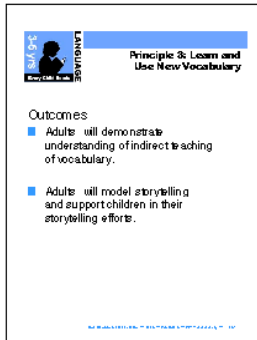 3-6 yrs
LANGUAGE
Every Child Reads
Principle 3: Learn and
Use New Vocabulary
Outcomes
Adults will demonstrate
understanding of indirect teaching
of vocabulary.
Adults will model storytelling
and support children in their
storytelling efforts.